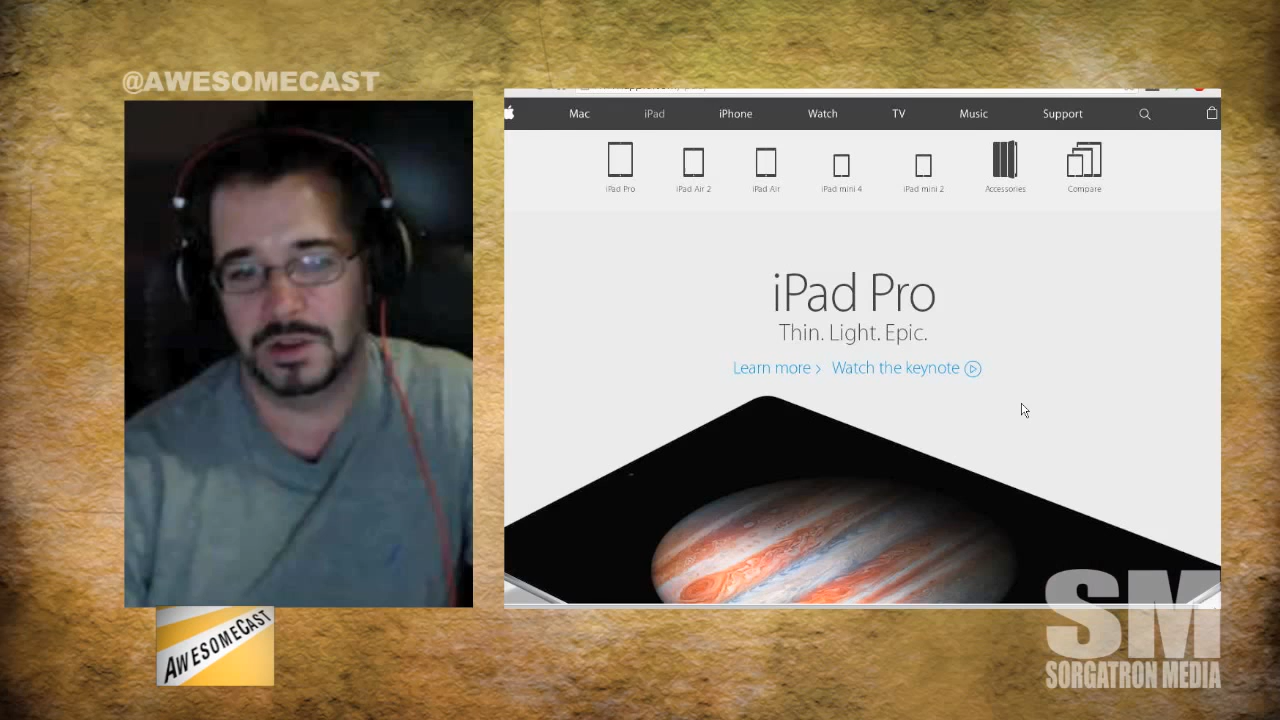 @AWESOMECAST
Mac iPad iPhone Watch TV Music Support
iPad Pro iPad Air 2 iPad Air iPad mini 4 iPad mini 2 Accessories Compare
iPad Pro
Thin. Light. Epic.
Learn more > Watch the keynote
AWESOMECAST
SM
SORGATRON MEDIA